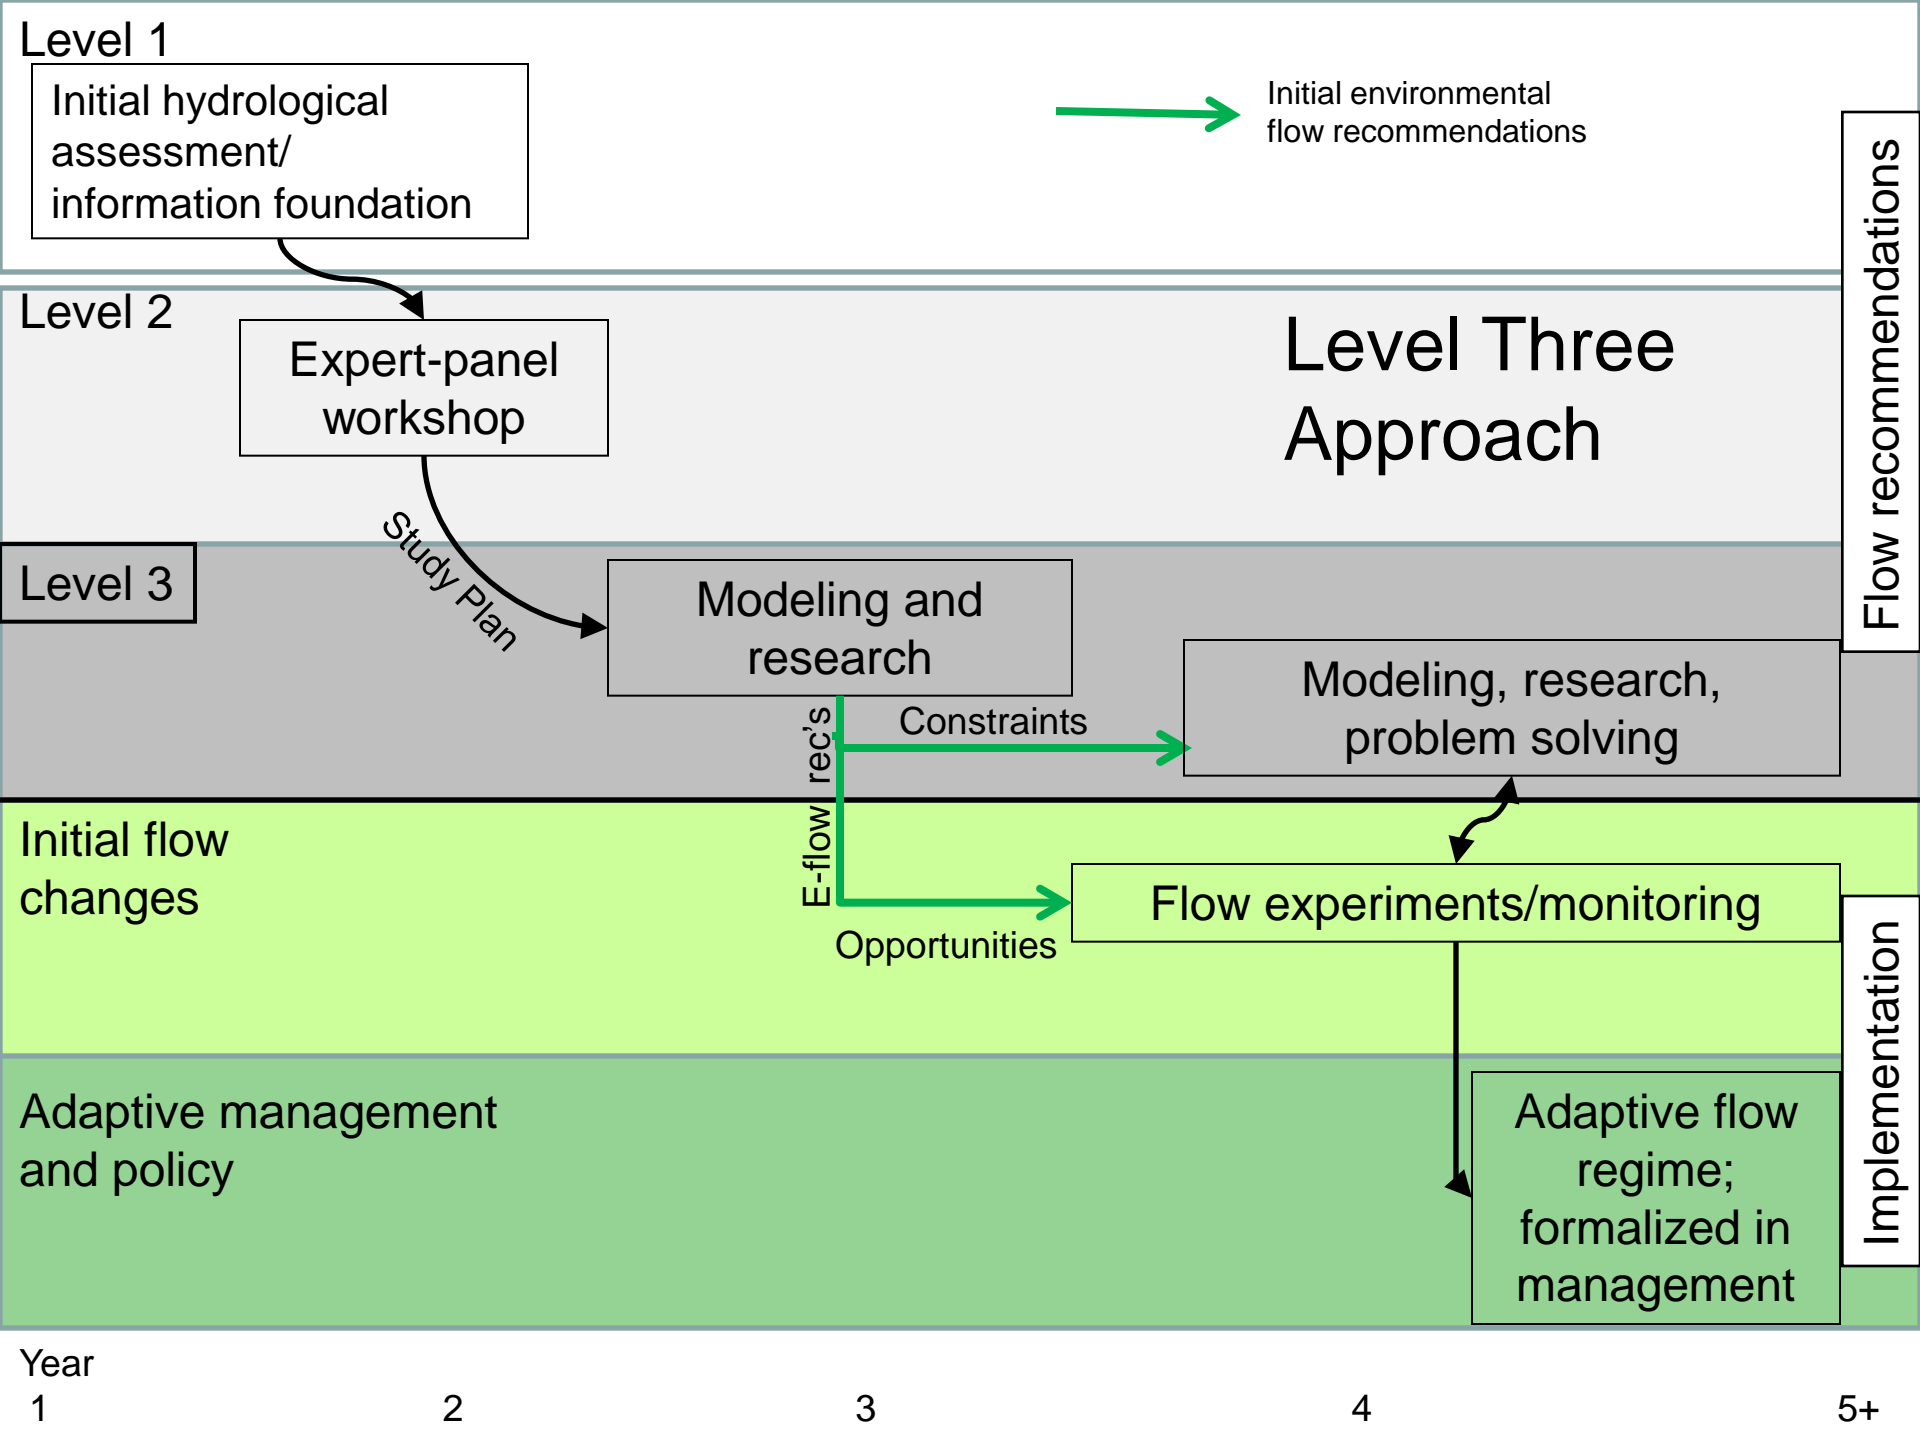 Level 1
Initial hydrological
assessment/
information foundation
Initial environmental
flow recommendations
Flow recommendations
Level 2
Expert-panel
workshop
Level Three
Approach
Study Plan
Level 3
Modeling and
research
Modeling, research,
problem solving
Constraints
E-flow rec's
Initial flow
changes
Flow experiments/monitoring
Opportunities
Implementation
Adaptive management
and policy
Adaptive flow
regime;
formalized in
management
Year
1 2 3 4 5+